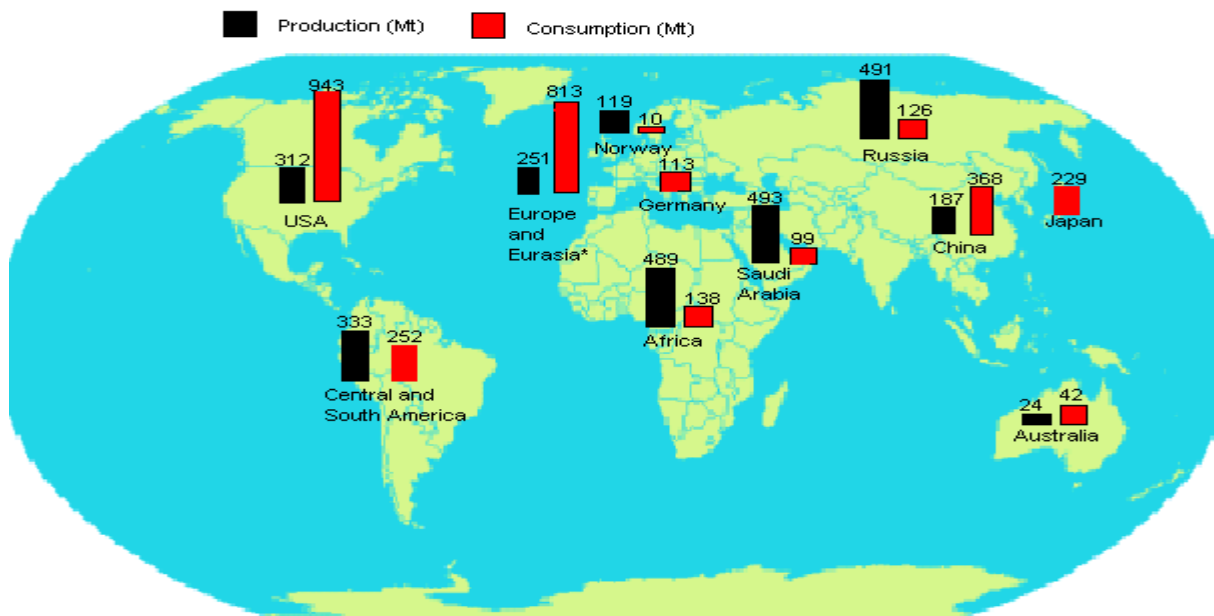 Production (Mt)
Consumption (Mt)
943
312
USA
813
251
Europe
and
Eurasia*
119
10
Norway
113
Germany
491
126
Russia
368
187
China
229
Japan
493
99
Saudi
Arabia
489
138
Africa
333
252
Central and
South America
24
42
Australia